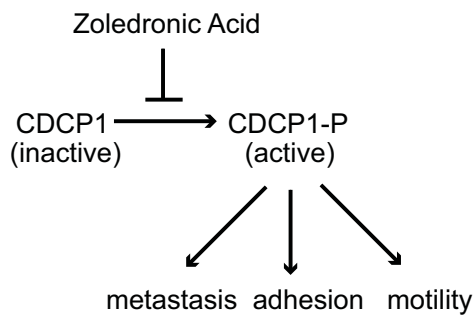 Zoledronic Acid
CDCP1 CDCP1-P
(inactive) (active)
metastasis adhesion motility